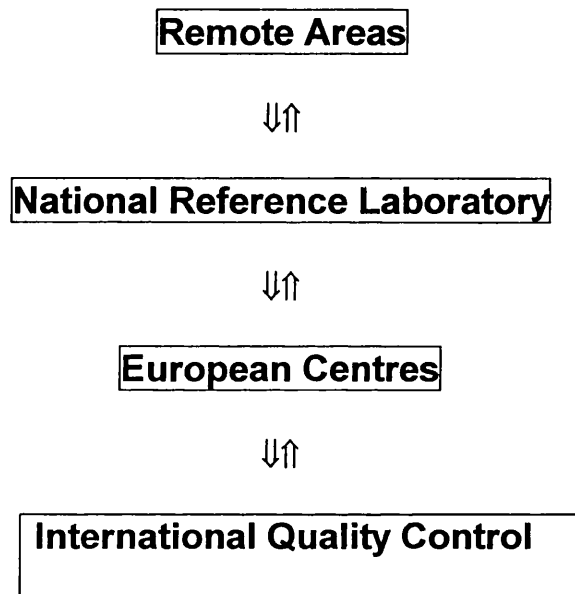 Remote Areas
⇓⇑
National Reference Laboratory
⇓⇑
European Centres
⇓⇑
International Quality Control